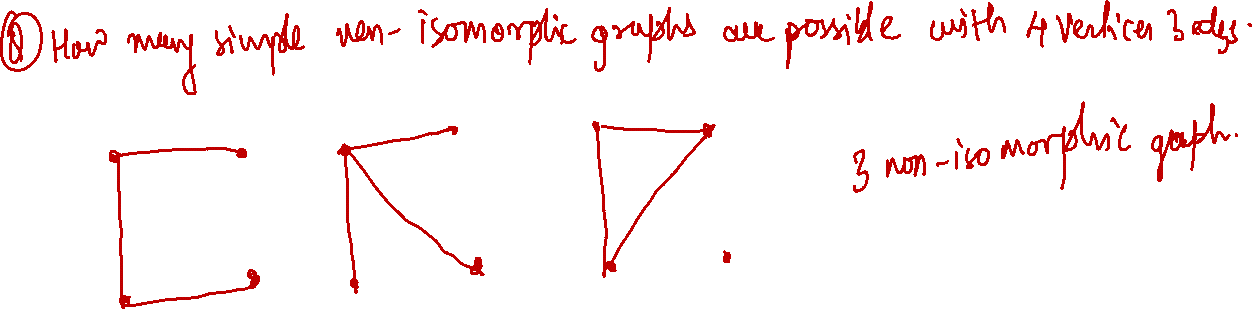 Q How many simple non-isomorphic graphs are possible with 4 vertices 3 edges.
3 non-isomorphic graph.